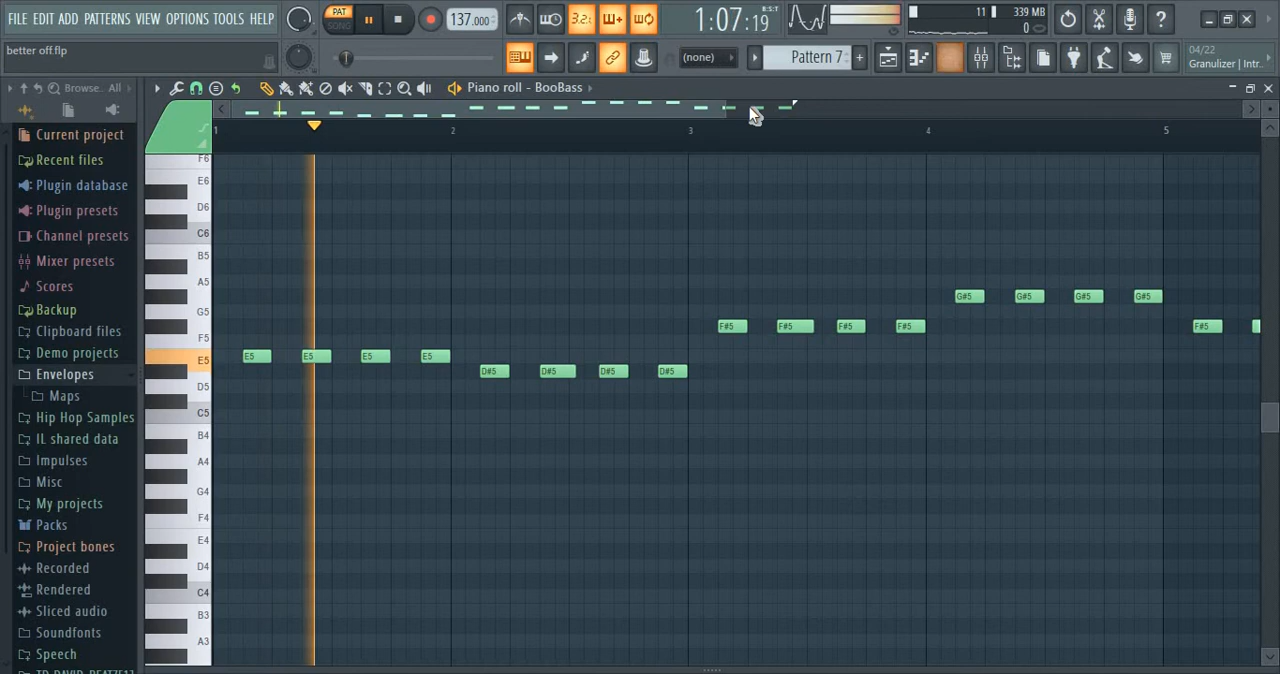 FILE EDIT ADD PATTERNS VIEW OPTIONS TOOLS HELP
PAT
SONG
137.000
3.2
1:07:19
B:S:T
11
339 MB
0
better off.flp
(none)
Pattern 7
04/22
Granulizer | Intr..
Browse.. All
Piano roll - BooBass
1
2
3
4
5
Current project
Recent files
Plugin database
Plugin presets
Channel presets
Mixer presets
Scores
Backup
Clipboard files
Demo projects
Envelopes
Maps
Hip Hop Samples
IL shared data
Impulses
Misc
My projects
Packs
Project bones
Recorded
Rendered
Sliced audio
Soundfonts
Speech
F6
E6
D6
C6
B5
A5
G5
F5
E5
D5
C5
B4
A4
G4
F4
E4
D4
C4
B3
A3
G#5 G#5 G#5 G#5
F#5 F#5 F#5 F#5 F#5
E5 E5 E5 E5
D#5 D#5 D#5 D#5